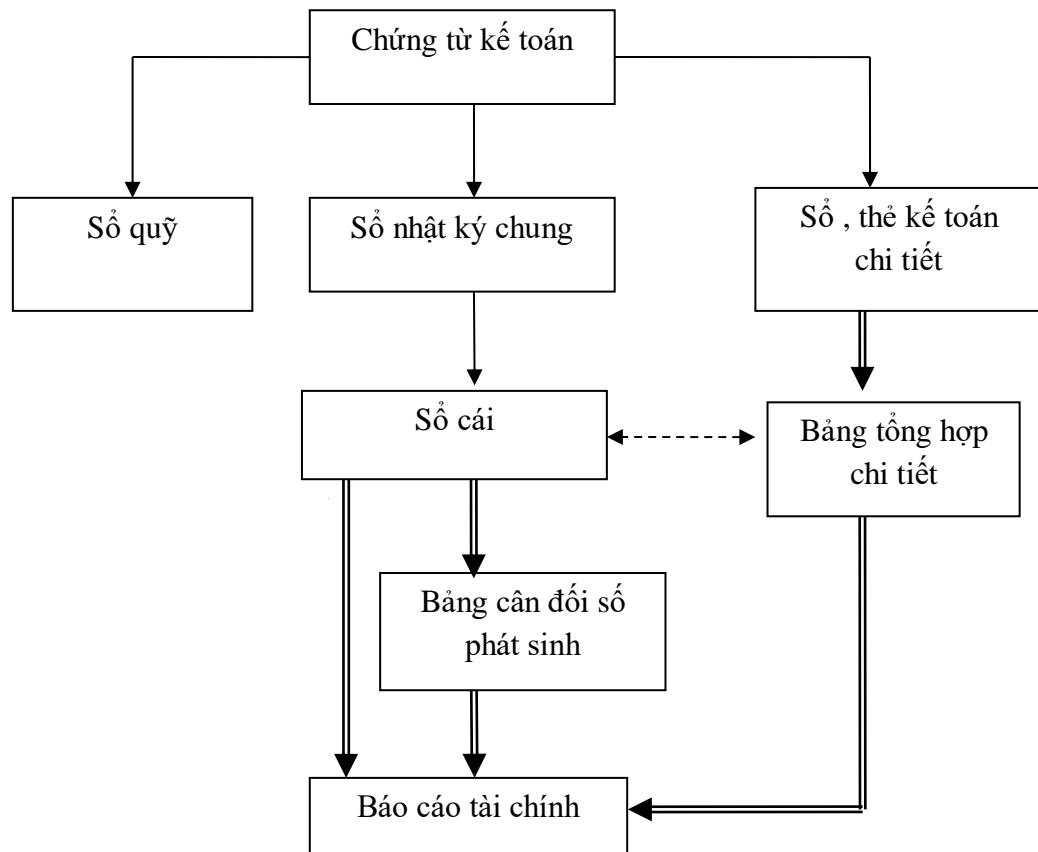 Chứng từ kế toán
Sổ quỹ
Sổ nhật ký chung
Sổ , thẻ kế toán
chi tiết
Sổ cái
Bảng tổng hợp
chi tiết
Bảng cân đối số
phát sinh
Báo cáo tài chính